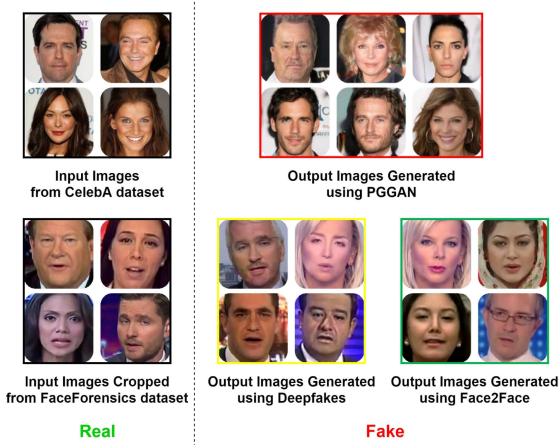 Input Images
from CelebA dataset
Output Images Generated
using PGGAN
Input Images Cropped
from FaceForensics dataset
Output Images Generated
using Deepfakes
Output Images Generated
using Face2Face
Real
Fake